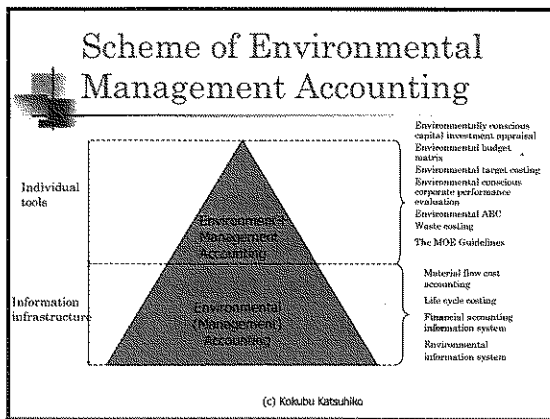 Scheme of Environmental
Management Accounting
Individual
tools
Environmental
Management
Accounting
Environmentally conscious
capital investment appraisal
Environmental budget
matrix
Environmental target costing
Environmental conscious
corporate performance
evaluation
Environmental ABC
Waste costing
The MOE Guidelines
Information
infrastructure
Environmental
(Management)
Accounting
Material flow cost
accounting
Life cycle costing
Financial accounting
information system
Environmental
information system
(c) Kokubu Katsuhiko